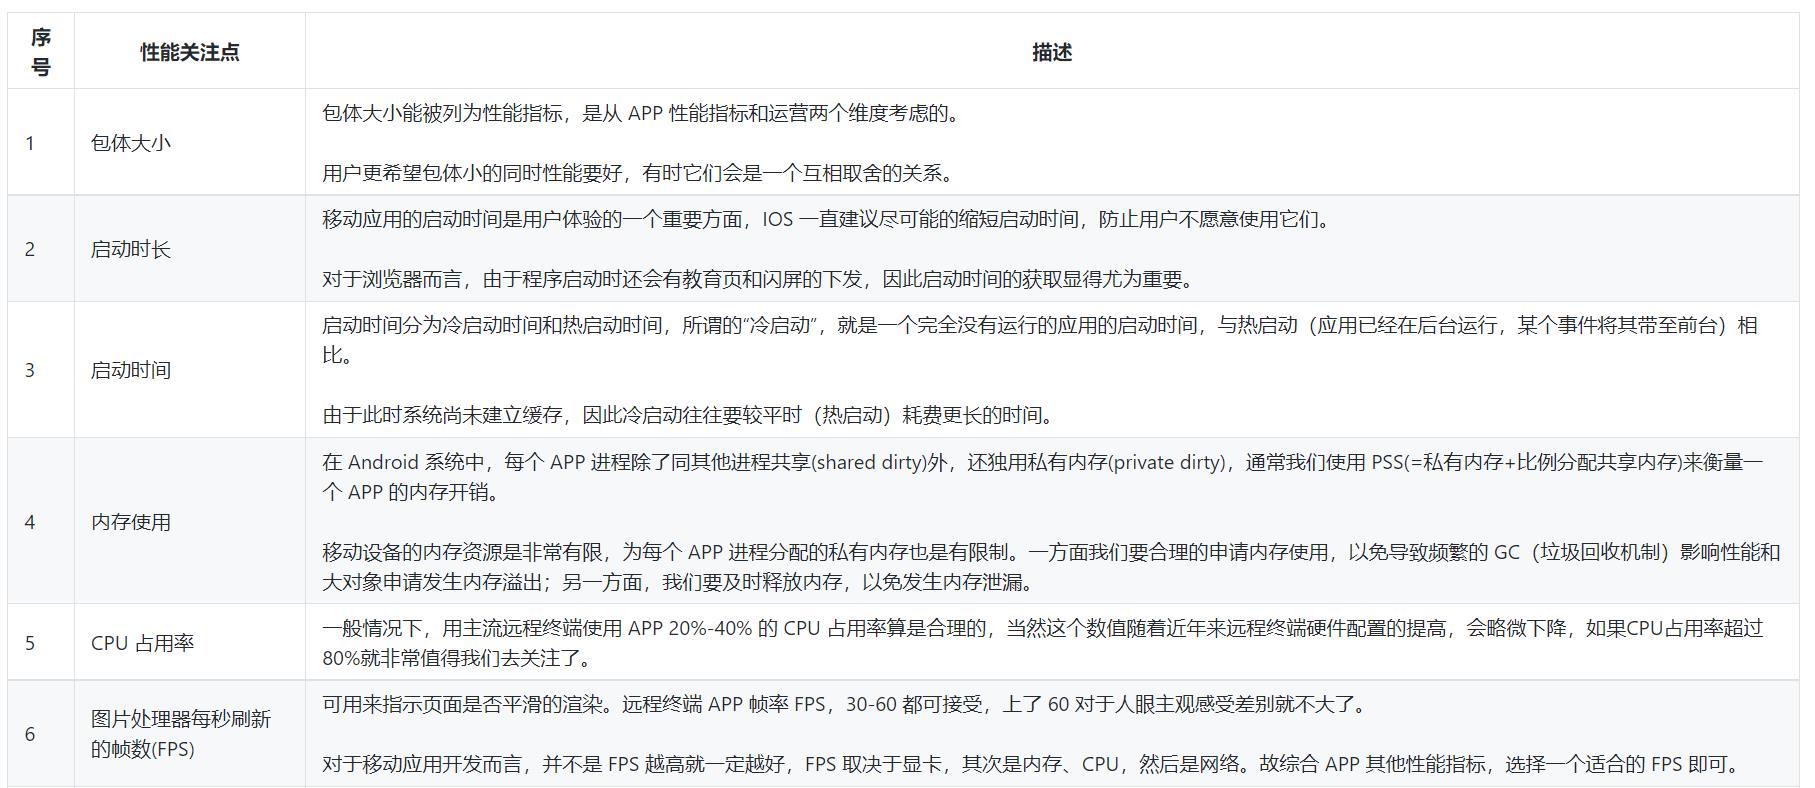 序
号
性能关注点
描述
1
包体大小
包体大小能被列为性能指标，是从 APP 性能指标和运营两个维度考虑的。
用户更希望包体小的同时性能要好，有时它们会是一个互相取舍的关系。
2
启动时长
移动应用的启动时间是用户体验的一个重要方面，IOS 一直建议尽可能的缩短启动时间，防止用户不愿意使用它们。
对于浏览器而言，由于程序启动时还会有教育页和闪屏的下发，因此启动时间的获取显得尤为重要。
3
启动时间
启动时间分为冷启动时间和热启动时间，所谓的“冷启动”，就是一个完全没有运行的应用的启动时间，与热启动（应用已经在后台运行，某个事件将其带至前台）相
比。
由于此时系统尚未建立缓存，因此冷启动往往要较平时（热启动）耗费更长的时间。
4
内存使用
在 Android 系统中，每个 APP 进程除了同其他进程共享(shared dirty)外，还独用私有内存(private dirty)，通常我们使用 PSS(=私有内存+比例分配共享内存)来衡量一
个 APP 的内存开销。
移动设备的内存资源是非常有限，为每个 APP 进程分配的私有内存也是有限制。一方面我们要合理的申请内存使用，以免导致频繁的 GC（垃圾回收机制）影响性能和
大对象申请发生内存溢出；另一方面，我们要及时释放内存，以免发生内存泄漏。
5
CPU 占用率
一般情况下，用主流远程终端使用 APP 20%-40% 的 CPU 占用率算是合理的，当然这个数值随着近年来远程终端硬件配置的提高，会略微下降，如果CPU占用率超过
80%就非常值得我们去关注了。
6
图片处理器每秒刷新
的帧数(FPS)
可用来指示页面是否平滑的渲染。远程终端 APP 帧率 FPS，30-60 都可接受，上了 60 对于人眼主观感受差别就不大了。
对于移动应用开发而言，并不是 FPS 越高就一定越好，FPS 取决于显卡，其次是内存、CPU，然后是网络。故综合 APP 其他性能指标，选择一个适合的 FPS 即可。